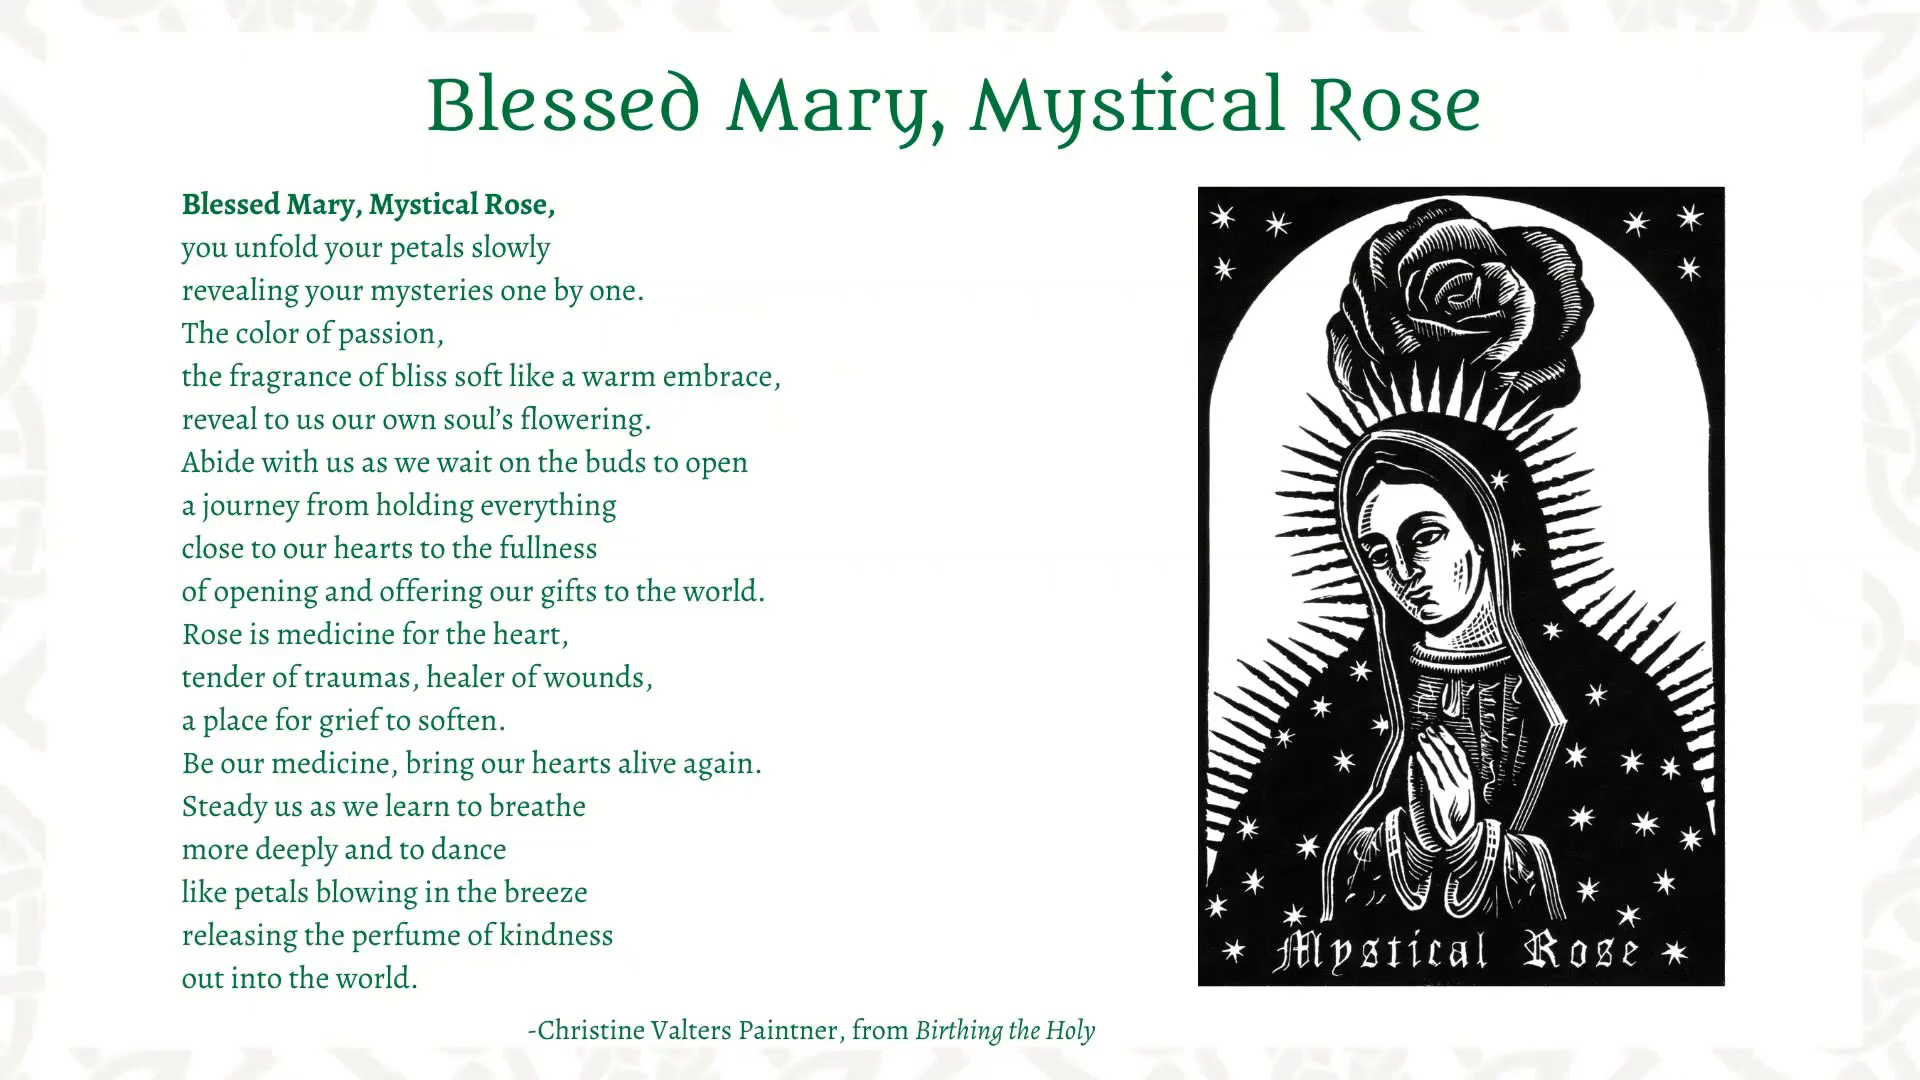 Blessed Mary, Mystical Rose
Blessed Mary, Mystical Rose,
you unfold your petals slowly
revealing your mysteries one by one.
The color of passion,
the fragrance of bliss soft like a warm embrace,
reveal to us our own soul’s flowering.
Abide with us as we wait on the buds to open
a journey from holding everything
close to our hearts to the fullness
of opening and offering our gifts to the world.
Rose is medicine for the heart,
tender of traumas, healer of wounds,
a place for grief to soften.
Be our medicine, bring our hearts alive again.
Steady us as we learn to breathe
more deeply and to dance
like petals blowing in the breeze
releasing the perfume of kindness
out into the world.
-Christine Valters Paintner, from Birthing the Holy
Mystical Rose